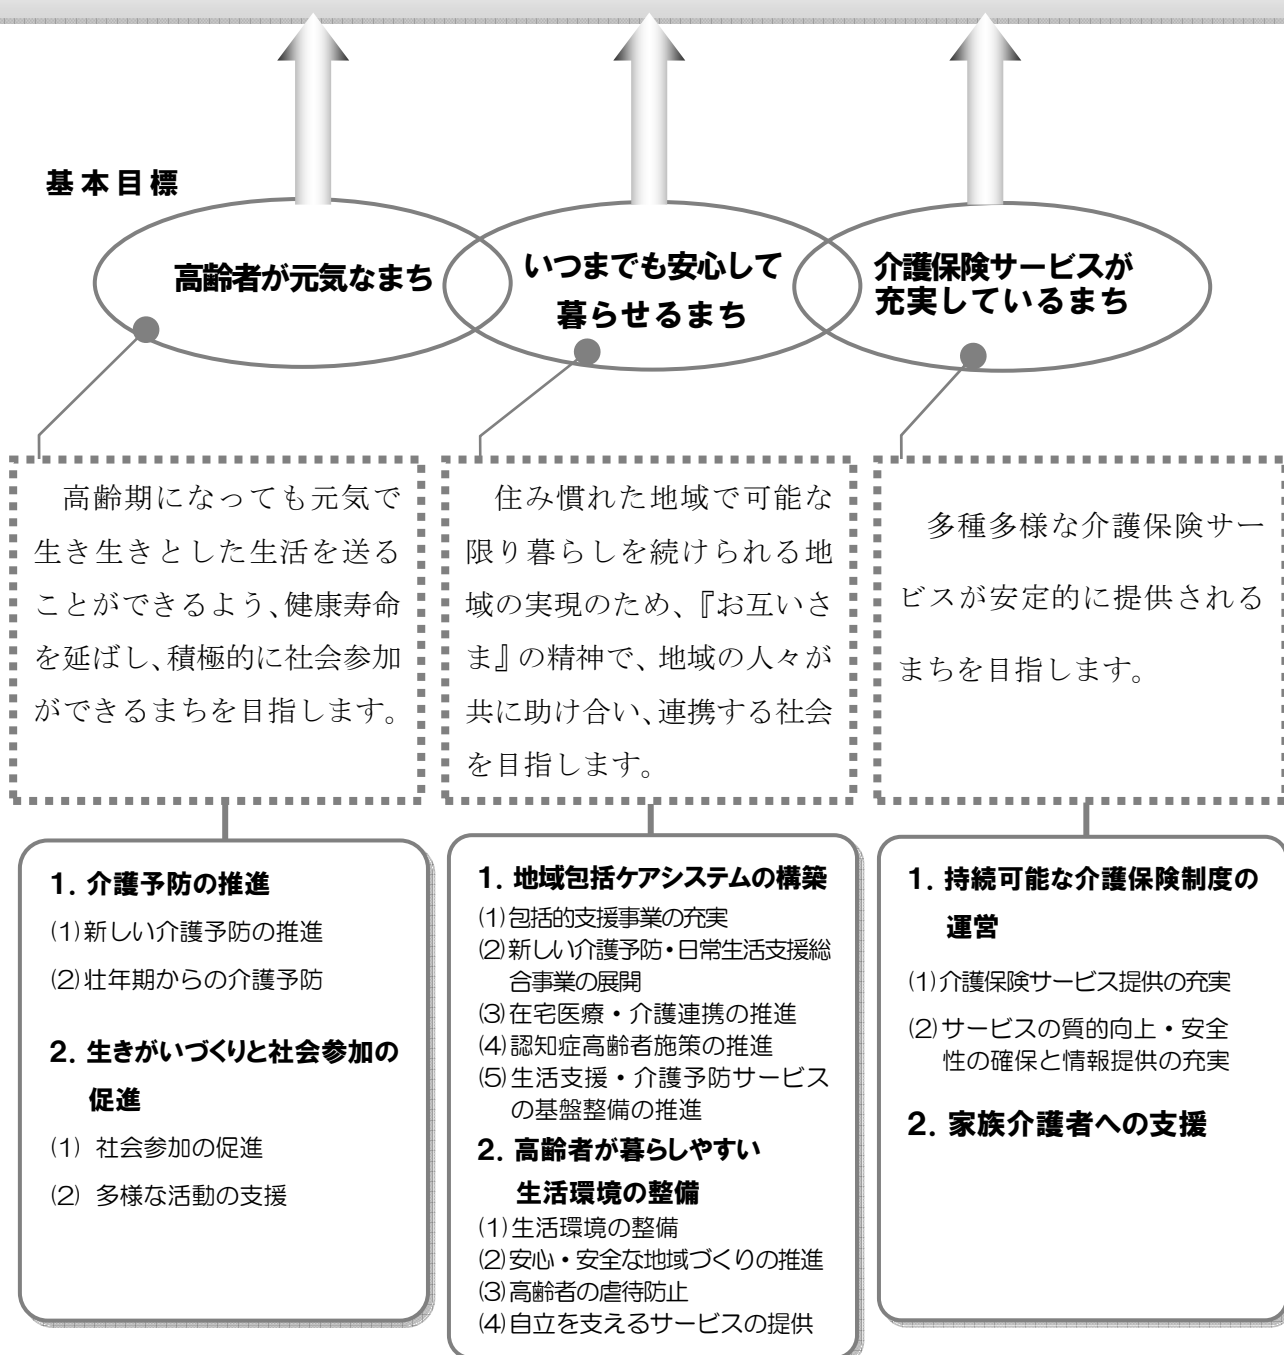 基本目標
高齢者が元気なまち
いつまでも安心して
暮らせるまち
介護保険サービスが
充実しているまち
高齢期になっても元気で
生き生きとした生活を送る
ことができるよう、健康寿命
を延ばし、積極的に社会参加
ができるまちを目指します。
住み慣れた地域で可能な
限り暮らしを続けられる地
域の実現のため、『お互いさ
ま』の精神で、地域の人々が
共に助け合い、連携する社会
を目指します。
多種多様な介護保険サー
ビスが安定的に提供される
まちを目指します。
1. 介護予防の推進
(1)新しい介護予防の推進
(2)壮年期からの介護予防
2. 生きがいづくりと社会参加の
促進
(1) 社会参加の促進
(2) 多様な活動の支援
1. 地域包括ケアシステムの構築
(1)包括的支援事業の充実
(2)新しい介護予防・日常生活支援総
合事業の展開
(3)在宅医療・介護連携の推進
(4)認知症高齢者施策の推進
(5)生活支援・介護予防サービス
の基盤整備の推進
2. 高齢者が暮らしやすい
生活環境の整備
(1)生活環境の整備
(2)安心・安全な地域づくりの推進
(3)高齢者の虐待防止
(4)自立を支えるサービスの提供
1. 持続可能な介護保険制度の
運営
(1)介護保険サービス提供の充実
(2)サービスの質的向上・安全
性の確保と情報提供の充実
2. 家族介護者への支援